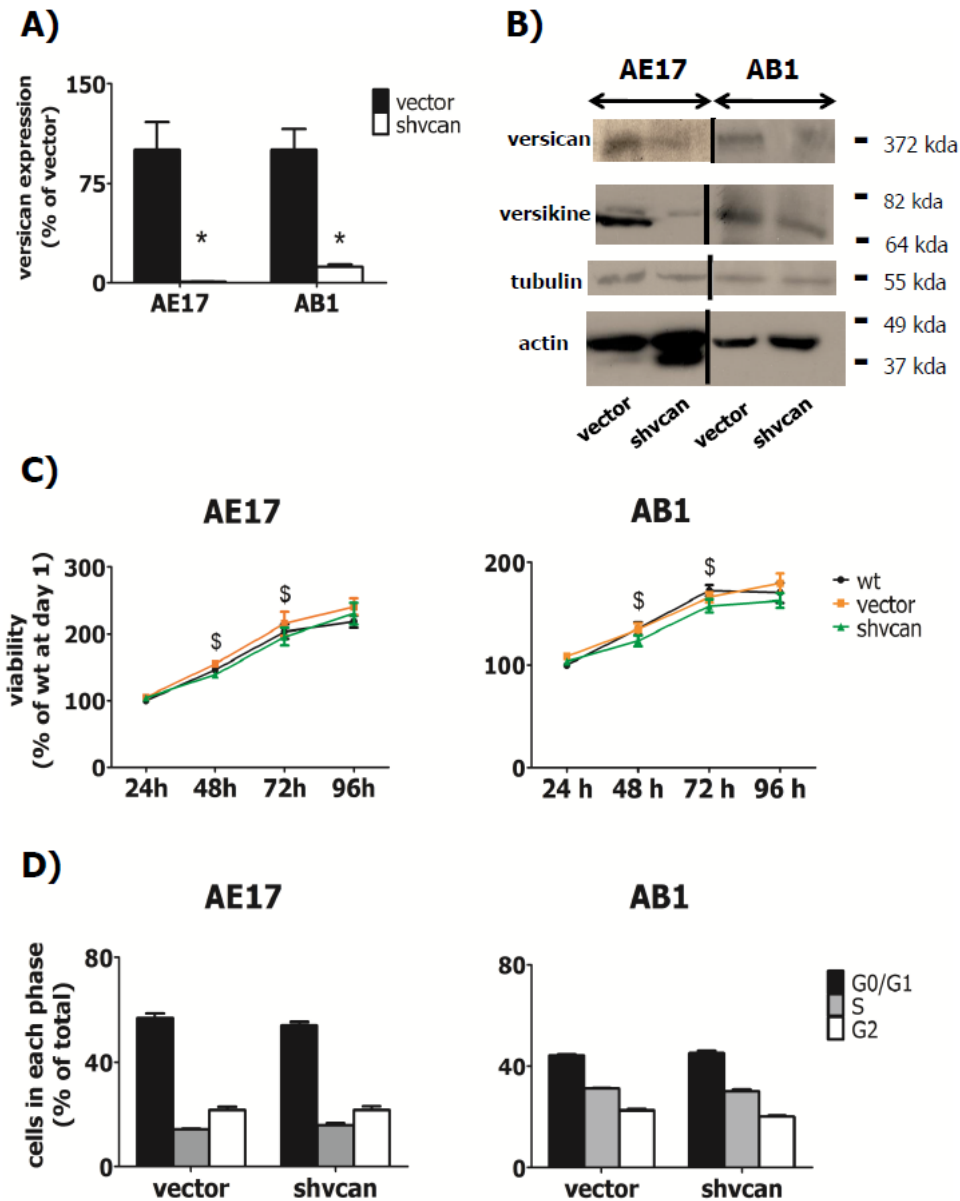 A)
versican expression
(% of vector)
150
75
0
AE17
AB1
*
*
vector
shvcan
B)
AE17
AB1
versican
372 kda
versikine
82 kda
64 kda
tubulin
55 kda
actin
49 kda
37 kda
vector
shvcan
vector
shvcan
C)
AE17
viability
(% of wt at day 1)
300
200
100
0
$
$
24h
48h
72h
96h
AB1
200
100
0
$
$
24 h
48 h
72 h
96 h
wt
vector
shvcan
D)
AE17
cells in each phase
(% of total)
80
40
0
vector
shvcan
AB1
80
40
0
vector
shvcan
G0/G1
S
G2